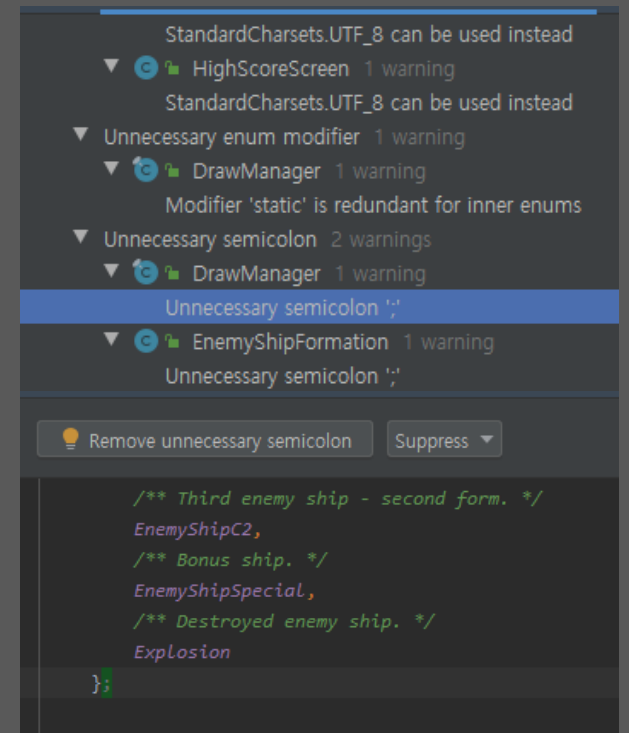 StandardCharsets.UTF_8 can be used instead
HighScoreScreen 1 warning
StandardCharsets.UTF_8 can be used instead
Unnecessary enum modifier 1 warning
DrawManager 1 warning
Modifier 'static' is redundant for inner enums
Unnecessary semicolon 2 warnings
DrawManager 1 warning
Unnecessary semicolon ';'
EnemyShipFormation 1 warning
Unnecessary semicolon ';'
Remove unnecessary semicolon Suppress
/** Third enemy ship - second form. */
EnemyShipC2,
/** Bonus ship. */
EnemyShipSpecial,
/** Destroyed enemy ship. */
Explosion
};